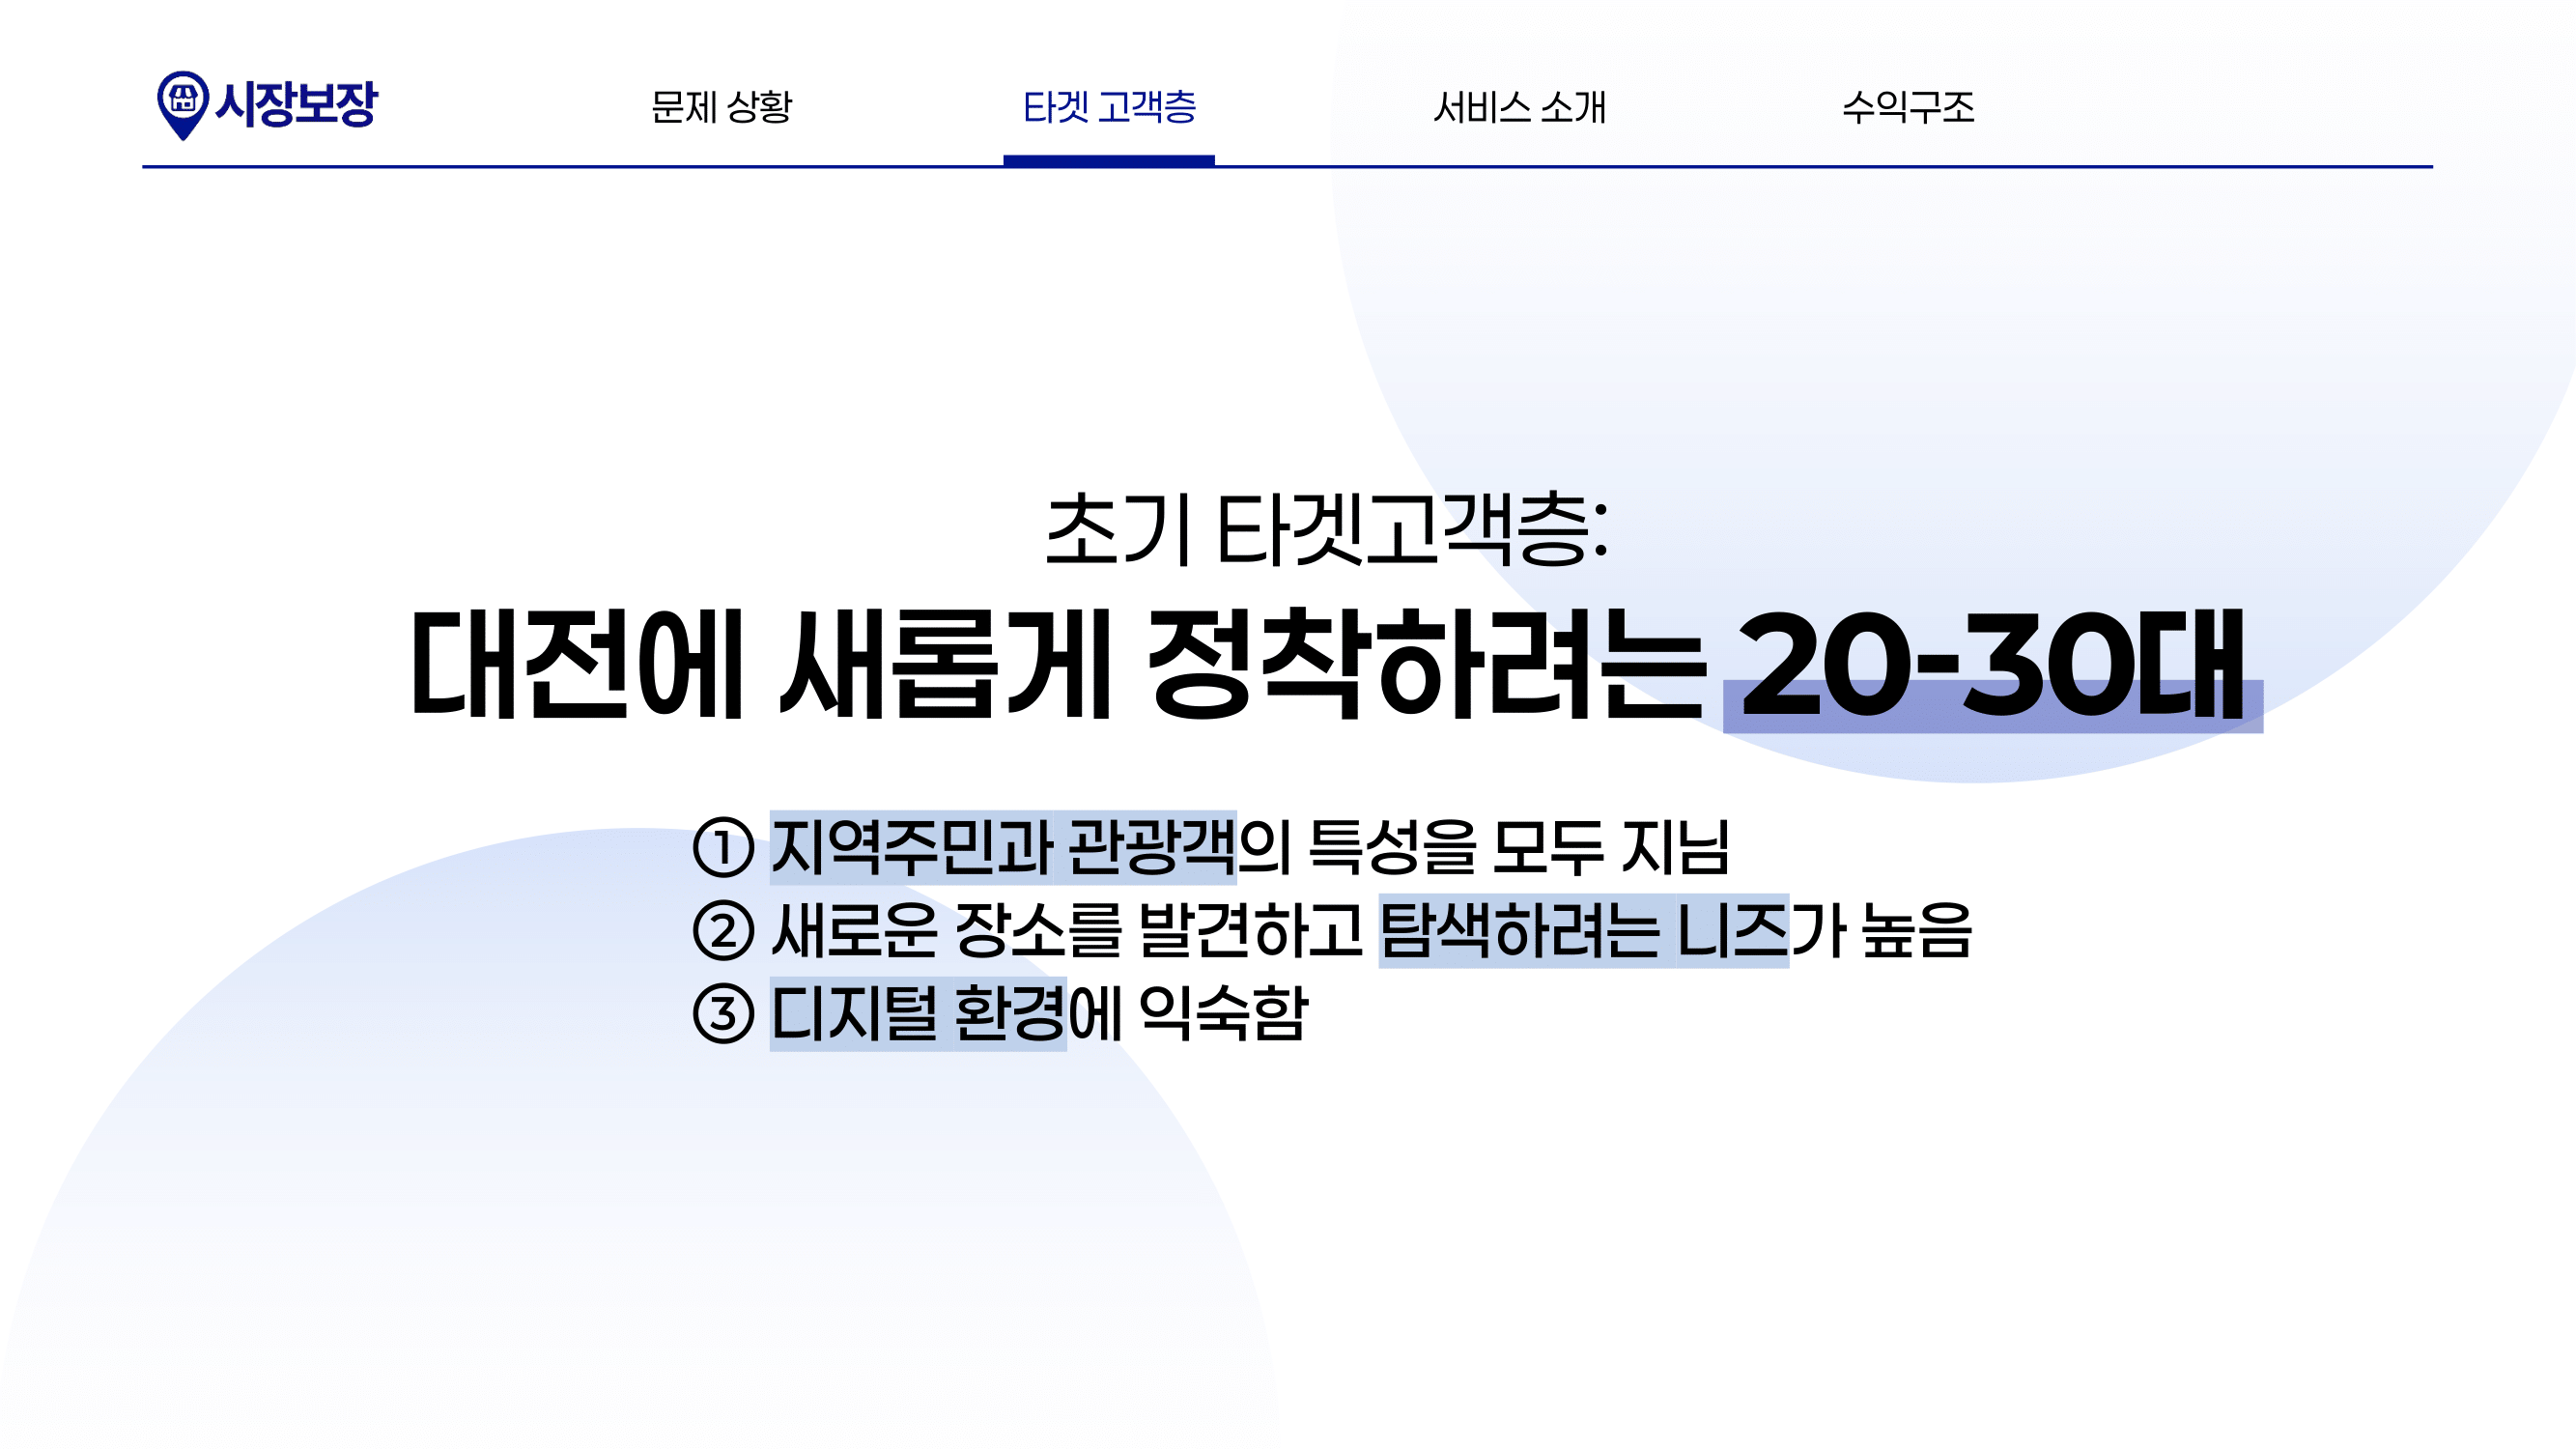 시장보장
문제 상황
타겟 고객층
서비스 소개
수익구조
초기 타겟고객층:
대전에 새롭게 정착하려는 20-30대
① 지역주민과 관광객의 특성을 모두 지님
② 새로운 장소를 발견하고 탐색하려는 니즈가 높음
③ 디지털 환경에 익숙함